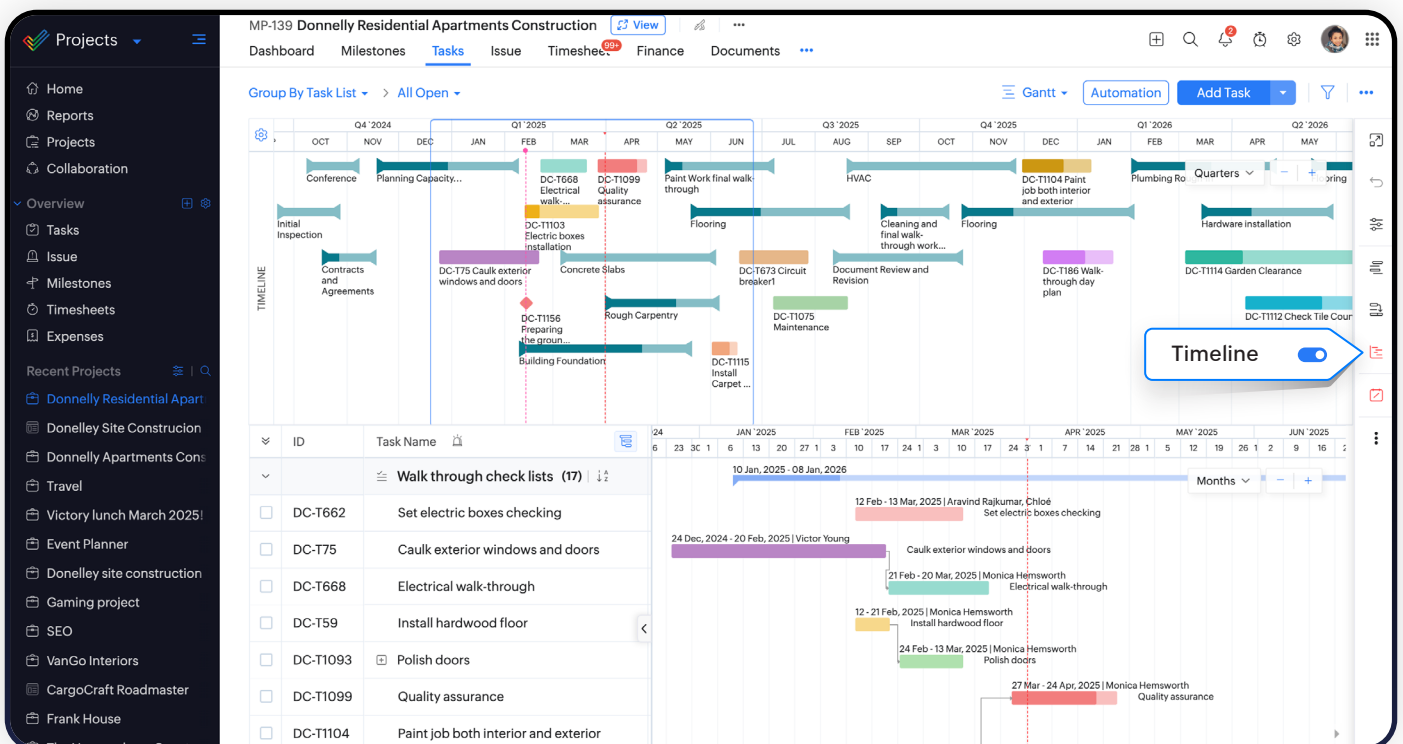 Projects
MP-139 Donnelly Residential Apartments Construction View
Dashboard Milestones Tasks Issue Timesheet 99+ Finance Documents
2
Home
Reports
Projects
Collaboration
Overview
Tasks
Issue
Milestones
Timesheets
Expenses
Recent Projects
Donnelly Residential Apart
Donelley Site Construcion
Donnelly Apartments Cons
Travel
Victory lunch March 2025!
Event Planner
Donelley site construction
Gaming project
SEO
VanGo Interiors
CargoCraft Roadmaster
Frank House
Group By Task List > All Open
Gantt Automation Add Task
Q4 `2024 Q1 `2025 Q2 `2025 Q3 `2025 Q4 `2025 Q1 `2026 Q2 `2026
OCT NOV DEC JAN FEB MAR APR MAY JUN JUL AUG SEP OCT NOV DEC JAN FEB MAR APR MAY
TIMELINE
Conference
Planning Capacity...
DC-T668
Electrical
walk-...
DC-T1099
Quality
assurance
Paint Work final walk-
through
HVAC
DC-T1104 Paint
job both interior
and exterior
Plumbing Ro
Quarters − +
oring
Initial
Inspection
DC-T1103
Electric boxes
installation
Flooring
Cleaning and
final walk-
through work...
Flooring
Hardware installation
Contracts
and
Agreements
DC-T75 Caulk exterior
windows and doors
Concrete Slabs
DC-T673 Circuit
breaker1
Document Review and
Revision
DC-T186 Walk-
through day
plan
DC-T1114 Garden Clearance
DC-T1156
Preparing
the groun...
Rough Carpentry
DC-T1075
Maintenance
DC-T1112 Check Tile Cour
Building Foundation
DC-T1115
Install
Carpet ...
Timeline
ID Task Name
Walk through check lists (17)
DC-T662 Set electric boxes checking
DC-T75 Caulk exterior windows and doors
DC-T668 Electrical walk-through
DC-T59 Install hardwood floor
DC-T1093 Polish doors
DC-T1099 Quality assurance
DC-T1104 Paint job both interior and exterior
24 JAN `2025 FEB `2025 MAR `2025 APR `2025 MAY `2025 JUN `2025
6 23 30 1 6 13 20 27 1 3 10 17 24 1 3 10 17 24 3 1 7 14 21 28 1 5 12 19 26 1 2 9 16
10 Jan, 2025 - 08 Jan, 2026
Months − +
12 Feb - 13 Mar, 2025 | Aravind Rajkumar, Chloé
Set electric boxes checking
24 Dec, 2024 - 20 Feb, 2025 | Victor Young
Caulk exterior windows and doors
21 Feb - 20 Mar, 2025 | Monica Hemsworth
Electrical walk-through
12 - 21 Feb, 2025 | Monica Hemsworth
Install hardwood floor
24 Feb - 13 Mar, 2025 | Monica Hemsworth
Polish doors
27 Mar - 24 Apr, 2025 | Monica Hemsworth
Quality assurance